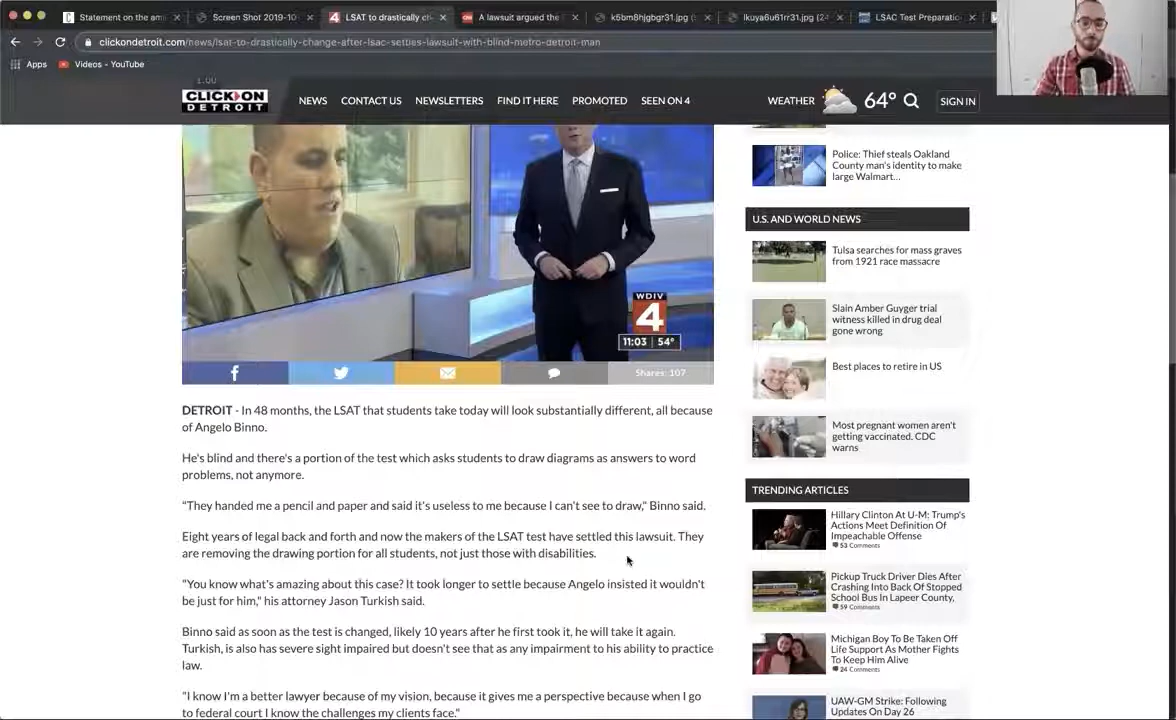 Statement on the am
Screen Shot 2019-10
LSAT to drastically ch
A lawsuit argued the
k5bm8hjgbgr31.jpg (
lkuya6u61rr31.jpg (24
LSAC Test Preparatio
clickondetroit.com/news/lsat-to-drastically-change-after-lsac-settles-lawsuit-with-blind-metro-detroit-man
Apps
Videos - YouTube
CLICK ON
DETROIT
NEWS
CONTACT US
NEWSLETTERS
FIND IT HERE
PROMOTED
SEEN ON 4
WEATHER
64°
SIGN IN
WDIV
4
11:03 54°
Shares: 107
DETROIT - In 48 months, the LSAT that students take today will look substantially different, all because
of Angelo Binno.
He's blind and there's a portion of the test which asks students to draw diagrams as answers to word
problems, not anymore.
"They handed me a pencil and paper and said it's useless to me because I can't see to draw," Binno said.
Eight years of legal back and forth and now the makers of the LSAT test have settled this lawsuit. They
are removing the drawing portion for all students, not just those with disabilities.
"You know what's amazing about this case? It took longer to settle because Angelo insisted it wouldn't
be just for him," his attorney Jason Turkish said.
Binno said as soon as the test is changed, likely 10 years after he first took it, he will take it again.
Turkish, is also has severe sight impaired but doesn't see that as any impairment to his ability to practice
law.
"I know I'm a better lawyer because of my vision, because it gives me a perspective because when I go
to federal court I know the challenges my clients face."
Police: Thief steals Oakland
County man's identity to make
large Walmart...
U.S. AND WORLD NEWS
Tulsa searches for mass graves
from 1921 race massacre
Slain Amber Guyger trial
witness killed in drug deal
gone wrong
Best places to retire in US
Most pregnant women aren't
getting vaccinated, CDC
warns
TRENDING ARTICLES
Hillary Clinton At U-M: Trump's
Actions Meet Definition Of
Impeachable Offense
53 Comments
Pickup Truck Driver Dies After
Crashing Into Back Of Stopped
School Bus In Lapeer County,
59 Comments
Michigan Boy To Be Taken Off
Life Support As Mother Fights
To Keep Him Alive
24 Comments
UAW-GM Strike: Following
Updates On Day 26